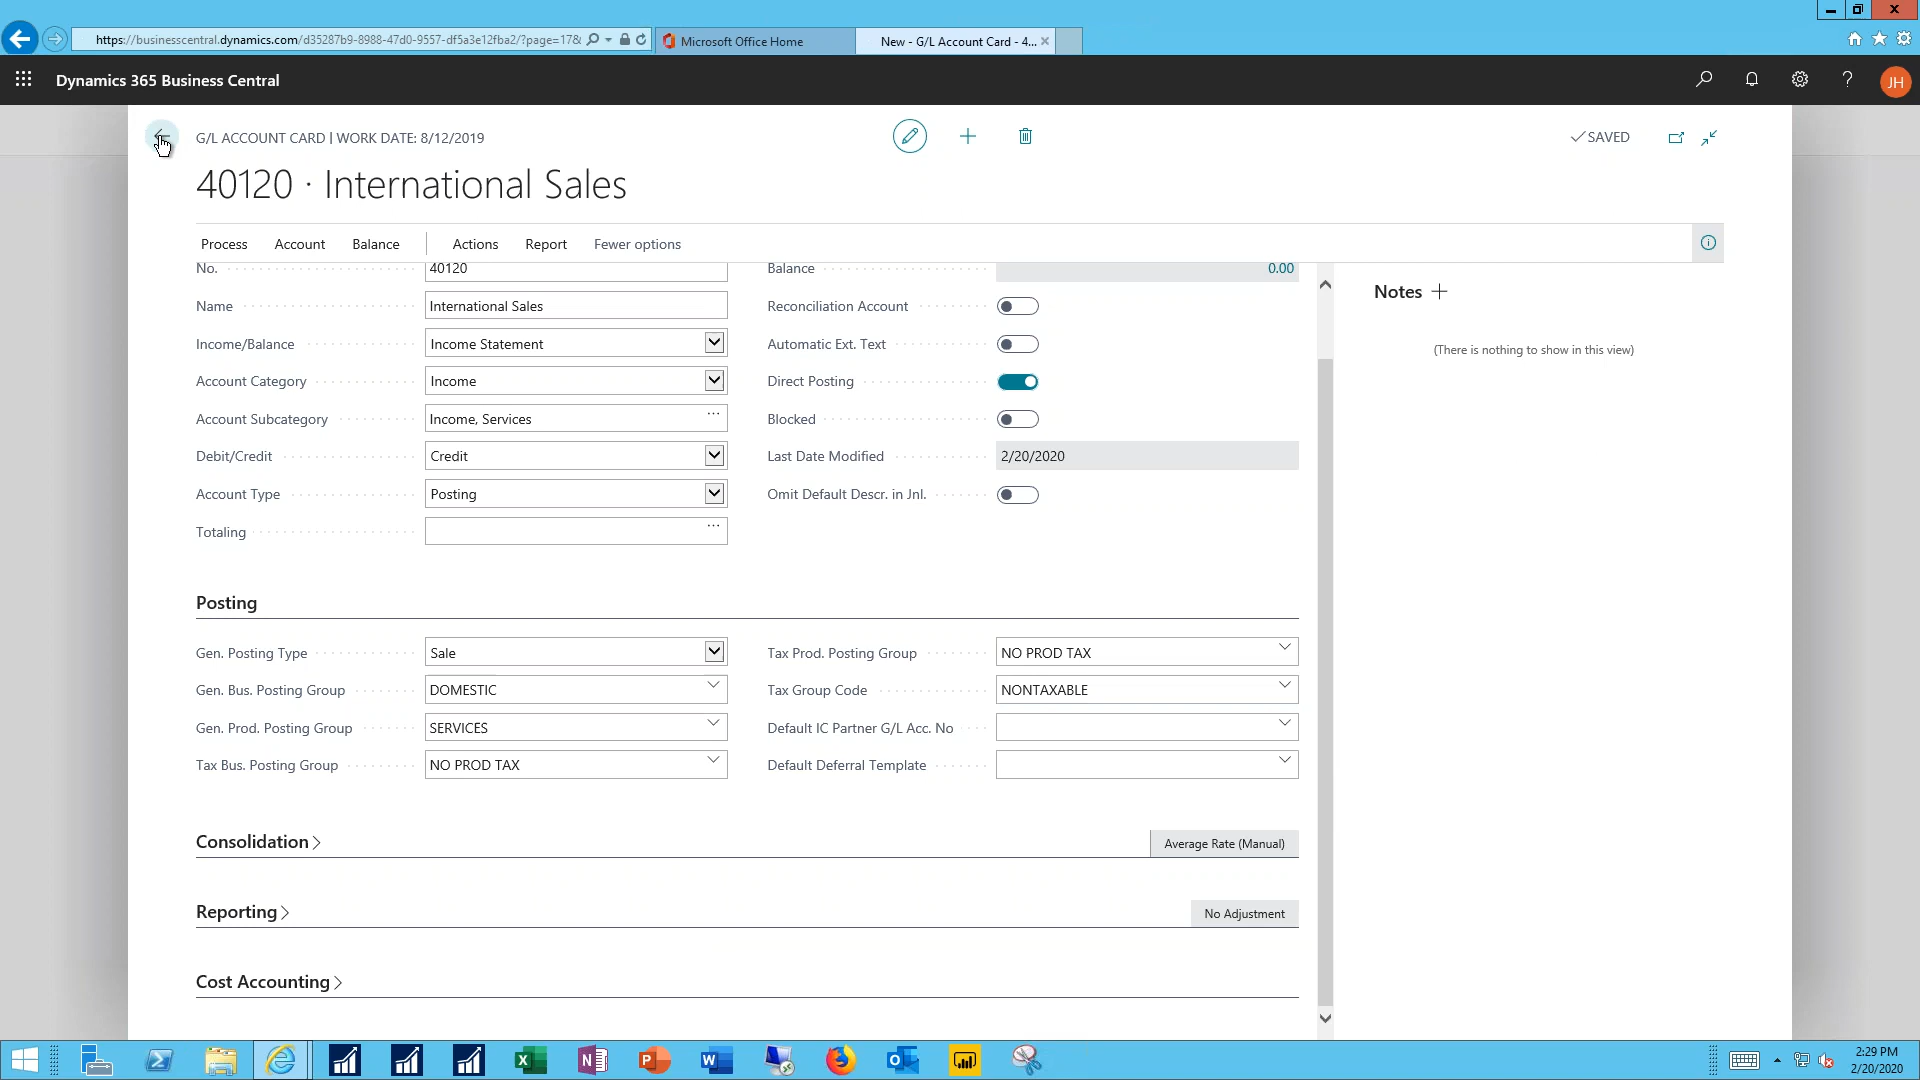 https://businesscentral.dynamics.com/d35287b9-8988-47d0-9557-df5a3e12fba2/?page=17&
Microsoft Office Home
New - G/L Account Card - 4...
Dynamics 365 Business Central
JH
G/L ACCOUNT CARD | WORK DATE: 8/12/2019
SAVED
40120 · International Sales
Process
Account
Balance
Actions
Report
Fewer options
No.
40120
Balance
0.00
Notes
Name
International Sales
Reconciliation Account
Income/Balance
Income Statement
Automatic Ext. Text
(There is nothing to show in this view)
Account Category
Income
Direct Posting
Account Subcategory
Income, Services
Blocked
Debit/Credit
Credit
Last Date Modified
2/20/2020
Account Type
Posting
Omit Default Descr. in Jnl.
Totaling
Posting
Gen. Posting Type
Sale
Tax Prod. Posting Group
NO PROD TAX
Gen. Bus. Posting Group
DOMESTIC
Tax Group Code
NONTAXABLE
Gen. Prod. Posting Group
SERVICES
Default IC Partner G/L Acc. No
Tax Bus. Posting Group
NO PROD TAX
Default Deferral Template
Consolidation
Average Rate (Manual)
Reporting
No Adjustment
Cost Accounting
2:29 PM
2/20/2020